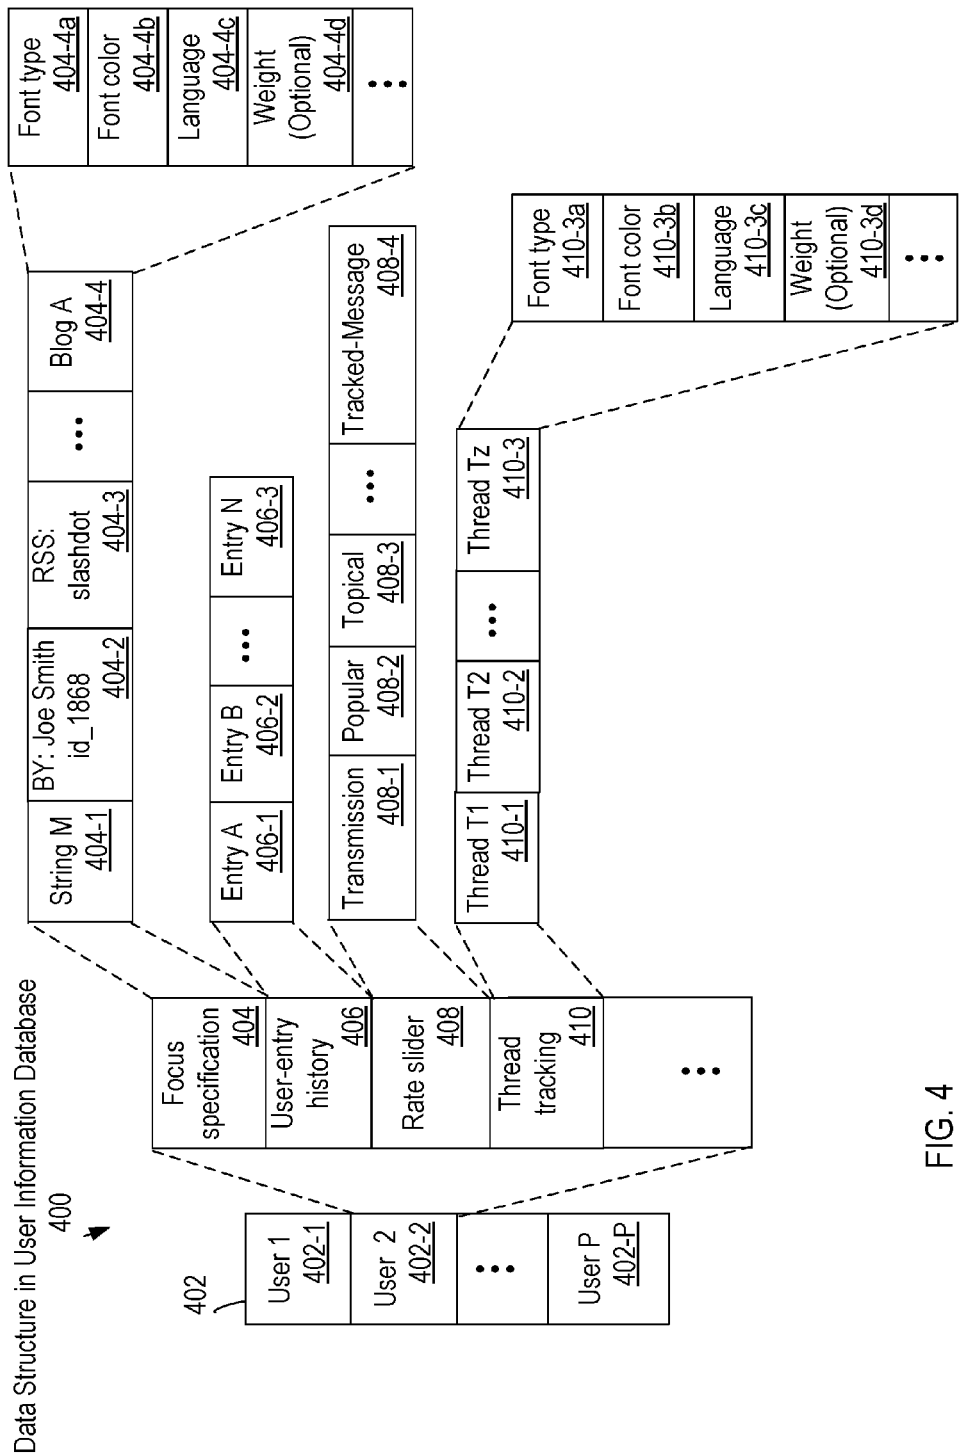 Data Structure in User Information Database
400
402
User 1
402-1
User 2
402-2
•••
User P
402-P
Focus
specification
404
User-entry
history
406
Rate slider
408
Thread
tracking
410
•••
String M
404-1
BY: Joe Smith
id_1868
404-2
RSS:
slashdot
404-3
•••
Blog A
404-4
Font type
404-4a
Font color
404-4b
Language
404-4c
Weight
(Optional)
404-4d
•••
Entry A
406-1
Entry B
406-2
•••
Entry N
406-3
Transmission
408-1
Popular
408-2
Topical
408-3
•••
Tracked-Message
408-4
Thread T1
410-1
Thread T2
410-2
•••
Thread Tz
410-3
Font type
410-3a
Font color
410-3b
Language
410-3c
Weight
(Optional)
410-3d
•••
FIG. 4